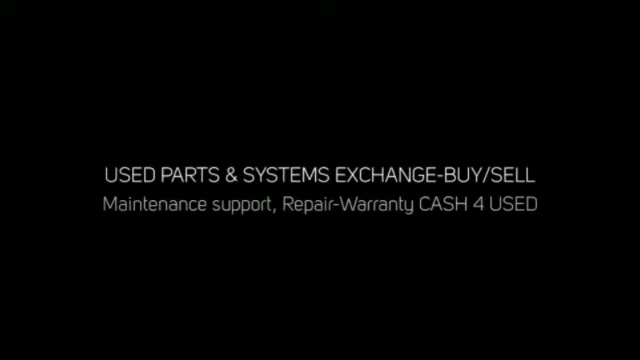 USED PARTS & SYSTEMS EXCHANGE-BUY/SELL
Maintenance support, Repair-Warranty CASH 4 USED